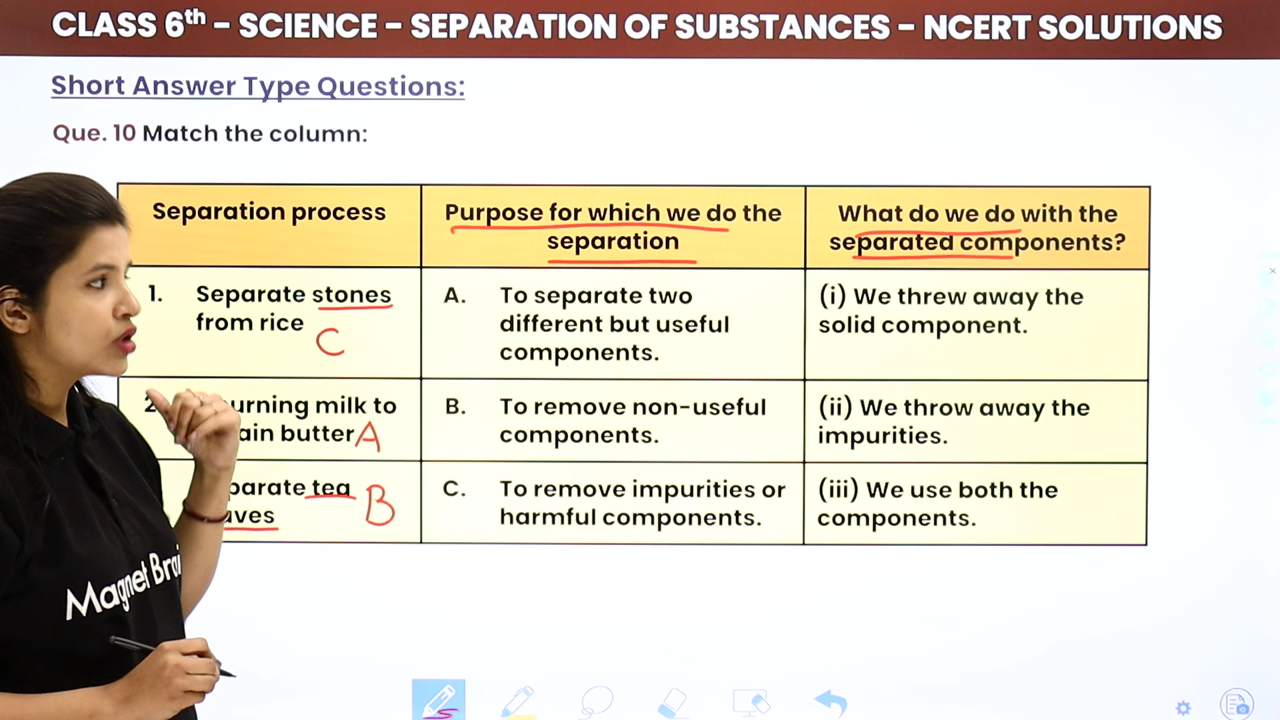 CLASS 6th – SCIENCE – SEPARATION OF SUBSTANCES – NCERT SOLUTIONS
Short Answer Type Questions:
Que. 10 Match the column:
Separation process
Purpose for which we do the
separation
What do we do with the
separated components?
1. Separate stones
from rice
C
A. To separate two
different but useful
components.
(i) We threw away the
solid component.
urning milk to
ain butter A
B. To remove non-useful
components.
(ii) We throw away the
impurities.
parate tea
aves
B
C. To remove impurities or
harmful components.
(iii) We use both the
components.
Magnet Brai